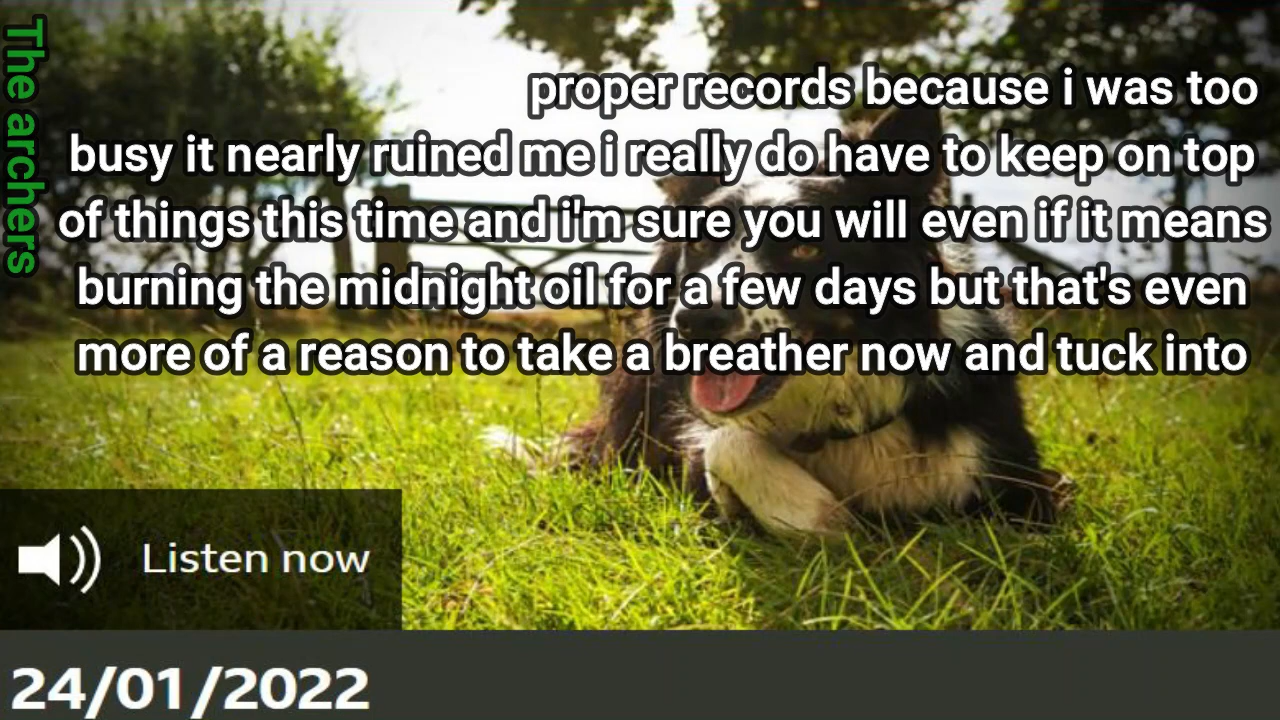 The archers
proper records because i was too
busy it nearly ruined me i really do have to keep on top
of things this time and i'm sure you will even if it means
burning the midnight oil for a few days but that's even
more of a reason to take a breather now and tuck into
Listen now
24/01/2022